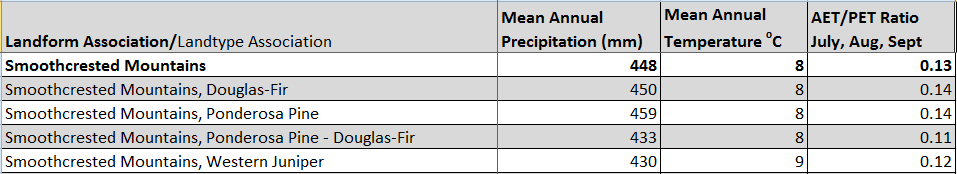 Landform Association/Landtype Association Mean Annual Precipitation (mm) Mean Annual Temperature °C AET/PET Ratio July, Aug, Sept
Smoothcrested Mountains 448 8 0.13
Smoothcrested Mountains, Douglas-Fir 450 8 0.14
Smoothcrested Mountains, Ponderosa Pine 459 8 0.14
Smoothcrested Mountains, Ponderosa Pine - Douglas-Fir 433 8 0.11
Smoothcrested Mountains, Western Juniper 430 9 0.12